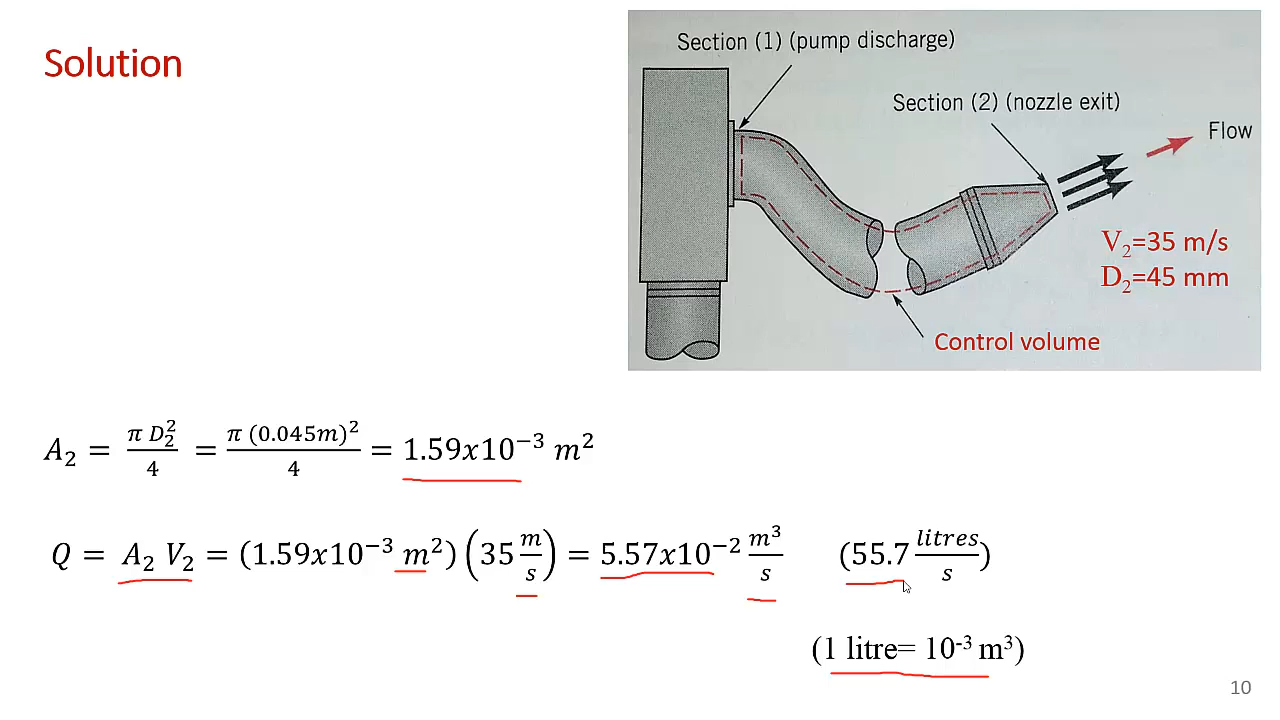 Solution
Section (1) (pump discharge)
Section (2) (nozzle exit)
Flow
V₂=35 m/s
D₂=45 mm
Control volume
A₂ = π D₂²/4 = π (0.045m)²/4 = 1.59x10⁻³ m²
Q = A₂ V₂ = (1.59x10⁻³ m²) (35 m/s) = 5.57x10⁻² m³/s (55.7 litres/s)
(1 litre= 10⁻³ m³)
10